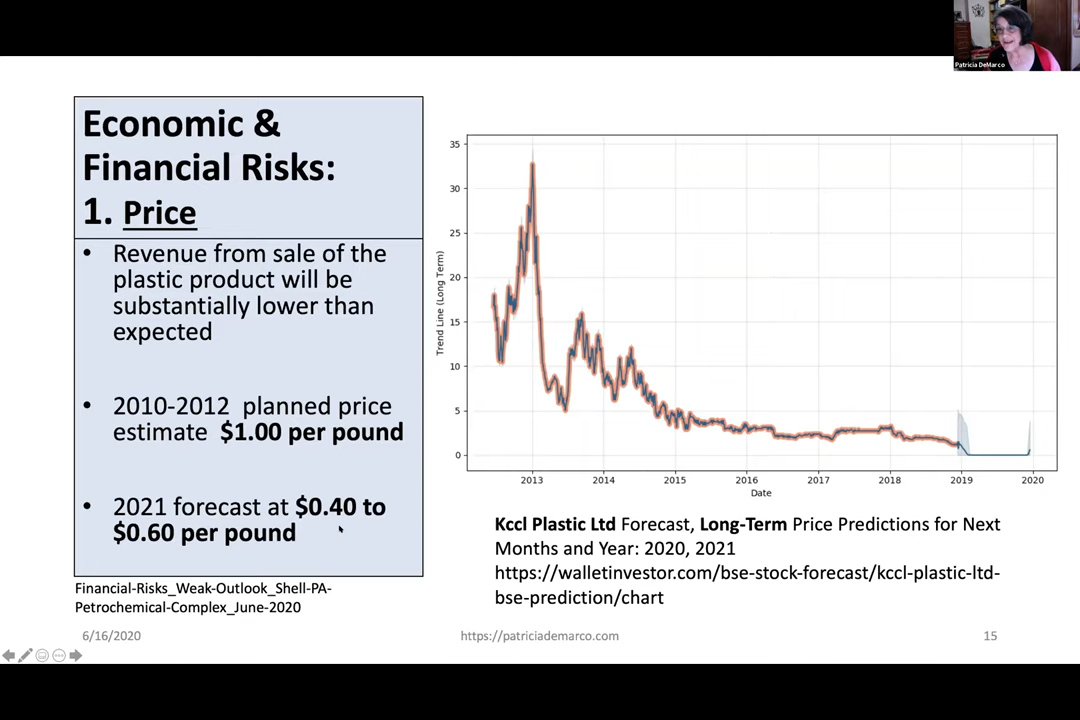 Patricia DeMarco
Economic &
Financial Risks:
1. Price
• Revenue from sale of the
plastic product will be
substantially lower than
expected
• 2010-2012 planned price
estimate $1.00 per pound
• 2021 forecast at $0.40 to
$0.60 per pound
Financial-Risks_Weak-Outlook_Shell-PA-
Petrochemical-Complex_June-2020
35
30
25
20
15
10
5
0
Trend Line (Long Term)
2013 2014 2015 2016 2017 2018 2019 2020
Date
Kccl Plastic Ltd Forecast, Long-Term Price Predictions for Next
Months and Year: 2020, 2021
https://walletinvestor.com/bse-stock-forecast/kccl-plastic-ltd-
bse-prediction/chart
6/16/2020 https://patriciademarco.com 15